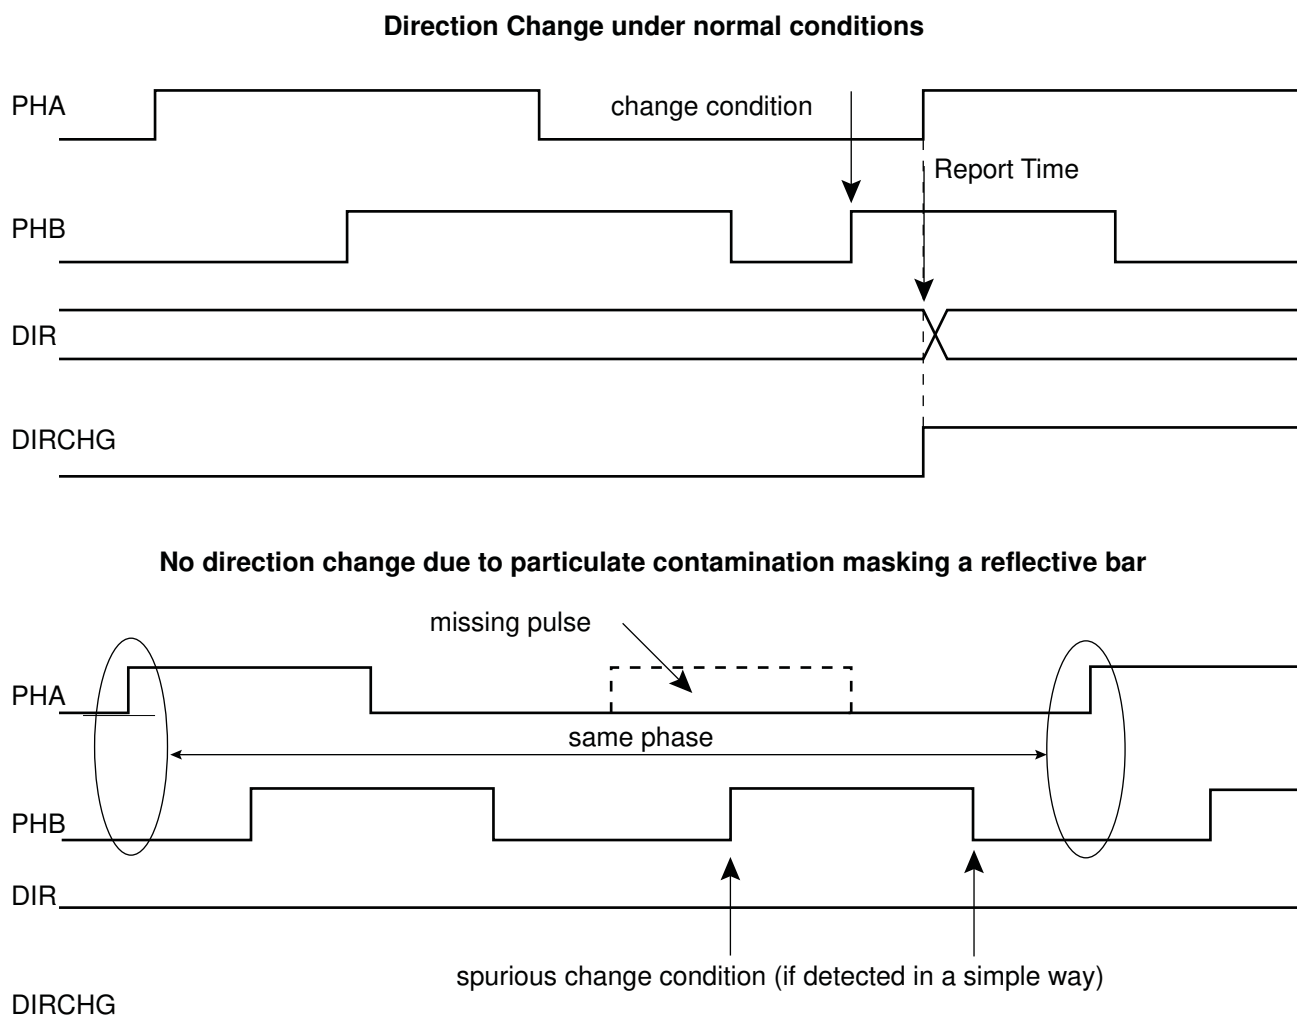 Direction Change under normal conditions
PHA
change condition
Report Time
PHB
DIR
DIRCHG
No direction change due to particulate contamination masking a reflective bar
missing pulse
PHA
same phase
PHB
DIR
spurious change condition (if detected in a simple way)
DIRCHG